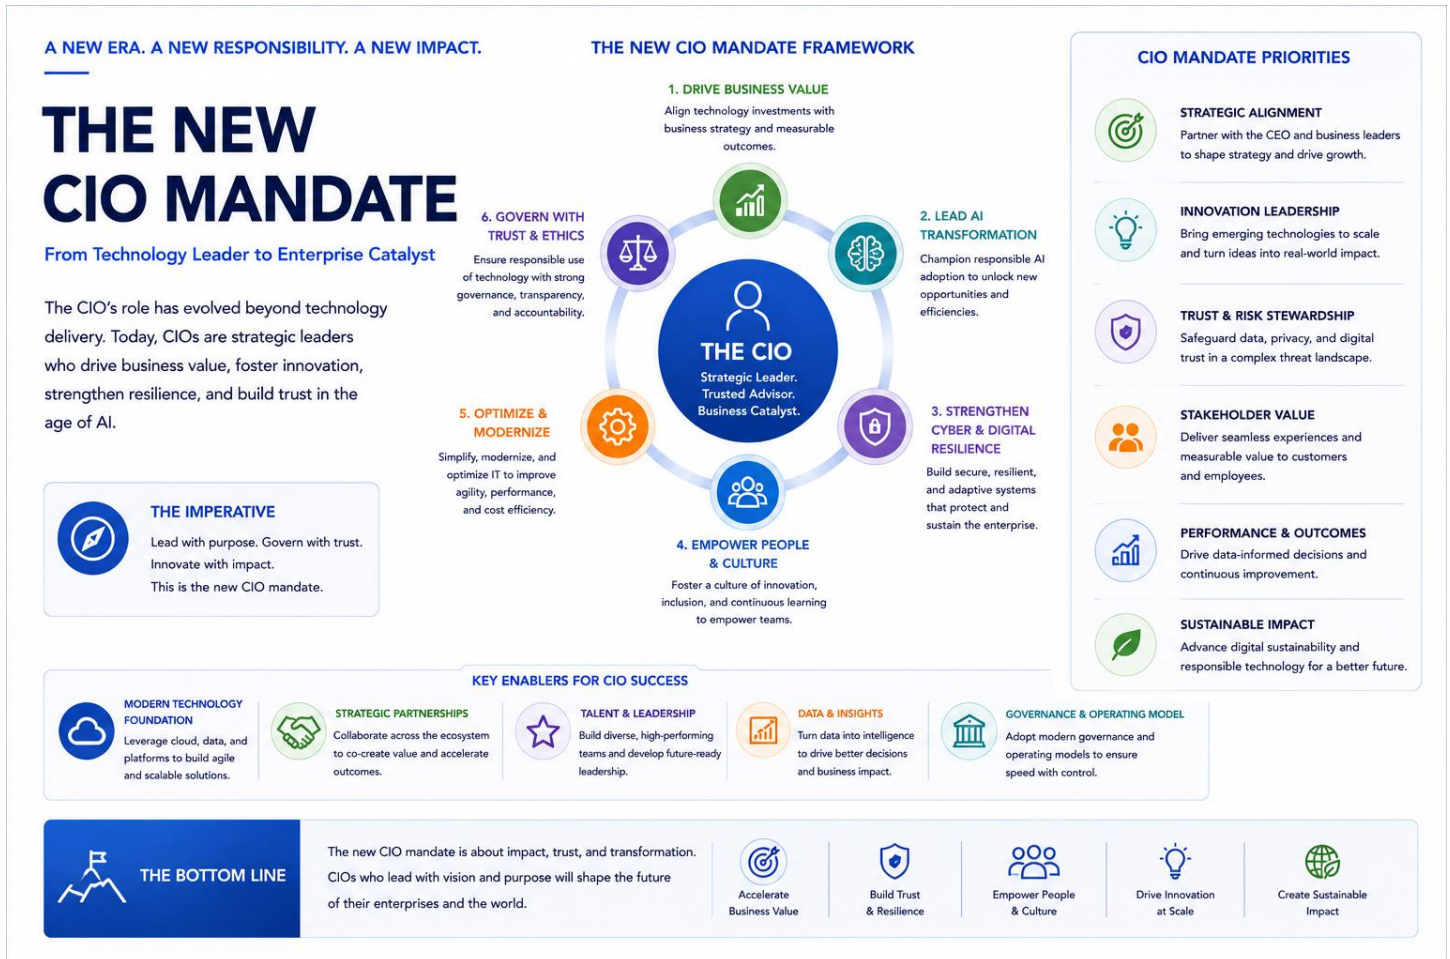 A NEW ERA. A NEW RESPONSIBILITY. A NEW IMPACT.
THE NEW
CIO MANDATE
From Technology Leader to Enterprise Catalyst
The CIO's role has evolved beyond technology
delivery. Today, CIOs are strategic leaders
who drive business value, foster innovation,
strengthen resilience, and build trust in the
age of AI.
THE IMPERATIVE
Lead with purpose. Govern with trust.
Innovate with impact.
This is the new CIO mandate.
THE NEW CIO MANDATE FRAMEWORK
1. DRIVE BUSINESS VALUE
Align technology investments with
business strategy and measurable
outcomes.
2. LEAD AI
TRANSFORMATION
Champion responsible AI
adoption to unlock new
opportunities and
efficiencies.
3. STRENGTHEN
CYBER & DIGITAL
RESILIENCE
Build secure, resilient,
and adaptive systems
that protect and
sustain the enterprise.
4. EMPOWER PEOPLE
& CULTURE
Foster a culture of innovation,
inclusion, and continuous learning
to empower teams.
5. OPTIMIZE &
MODERNIZE
Simplify, modernize, and
optimize IT to improve
agility, performance,
and cost efficiency.
6. GOVERN WITH
TRUST & ETHICS
Ensure responsible use
of technology with strong
governance, transparency,
and accountability.
THE CIO
Strategic Leader.
Trusted Advisor.
Business Catalyst.
CIO MANDATE PRIORITIES
STRATEGIC ALIGNMENT
Partner with the CEO and business leaders
to shape strategy and drive growth.
INNOVATION LEADERSHIP
Bring emerging technologies to scale
and turn ideas into real-world impact.
TRUST & RISK STEWARDSHIP
Safeguard data, privacy, and digital
trust in a complex threat landscape.
STAKEHOLDER VALUE
Deliver seamless experiences and
measurable value to customers
and employees.
PERFORMANCE & OUTCOMES
Drive data-informed decisions and
continuous improvement.
SUSTAINABLE IMPACT
Advance digital sustainability and
responsible technology for a better future.
KEY ENABLERS FOR CIO SUCCESS
MODERN TECHNOLOGY
FOUNDATION
Leverage cloud, data, and
platforms to build agile
and scalable solutions.
STRATEGIC PARTNERSHIPS
Collaborate across the ecosystem
to co-create value and accelerate
outcomes.
TALENT & LEADERSHIP
Build diverse, high-performing
teams and develop future-ready
leadership.
DATA & INSIGHTS
Turn data into intelligence
to drive better decisions
and business impact.
GOVERNANCE & OPERATING MODEL
Adopt modern governance and
operating models to ensure
speed with control.
THE BOTTOM LINE
The new CIO mandate is about impact, trust, and transformation.
CIOs who lead with vision and purpose will shape the future
of their enterprises and the world.
Accelerate
Business Value
Build Trust
& Resilience
Empower People
& Culture
Drive Innovation
at Scale
Create Sustainable
Impact